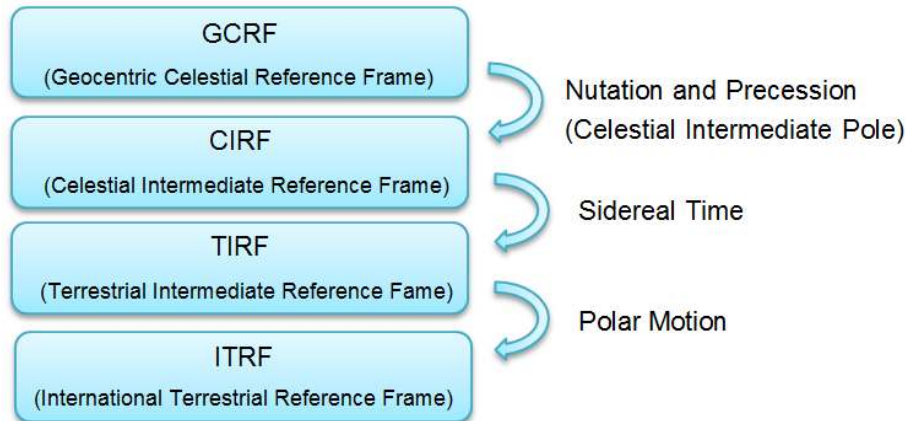 GCRF
(Geocentric Celestial Reference Frame)
Nutation and Precession
(Celestial Intermediate Pole)
CIRF
(Celestial Intermediate Reference Frame)
Sidereal Time
TIRF
(Terrestrial Intermediate Reference Fame)
Polar Motion
ITRF
(International Terrestrial Reference Frame)